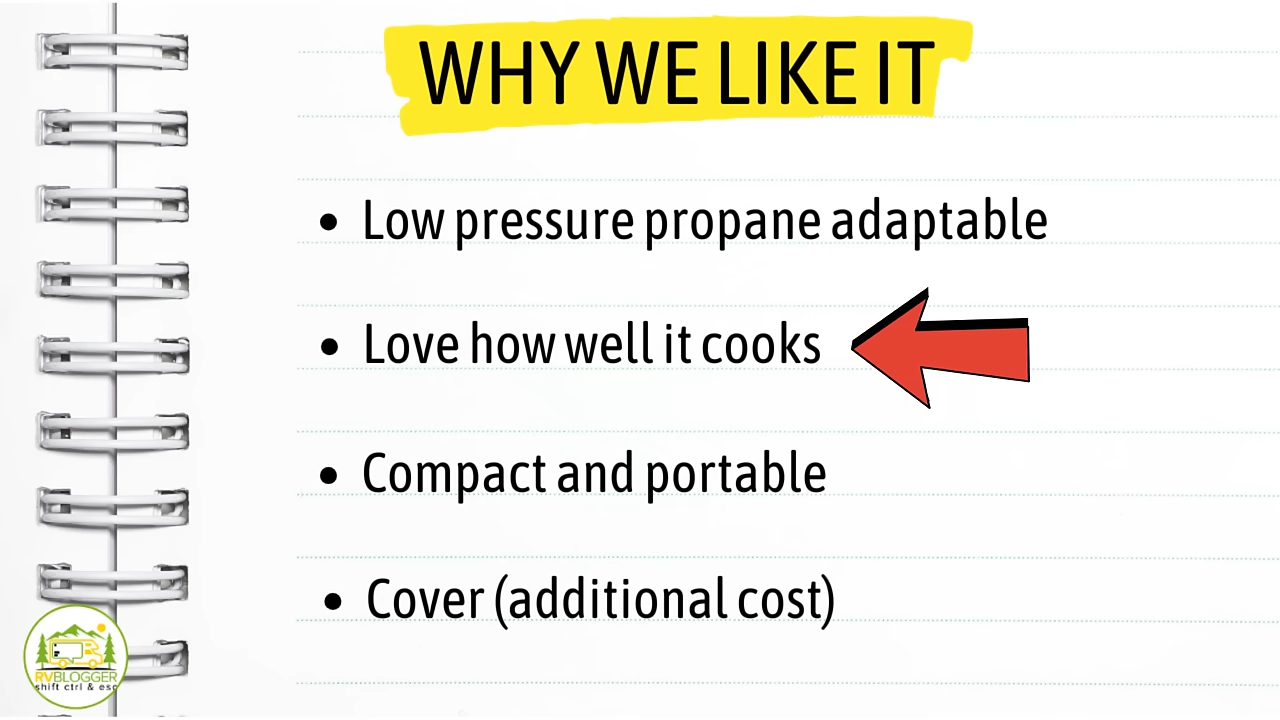 WHY WE LIKE IT
• Low pressure propane adaptable
• Love how well it cooks
• Compact and portable
• Cover (additional cost)
RVBLOGGER
shift ctrl & esc